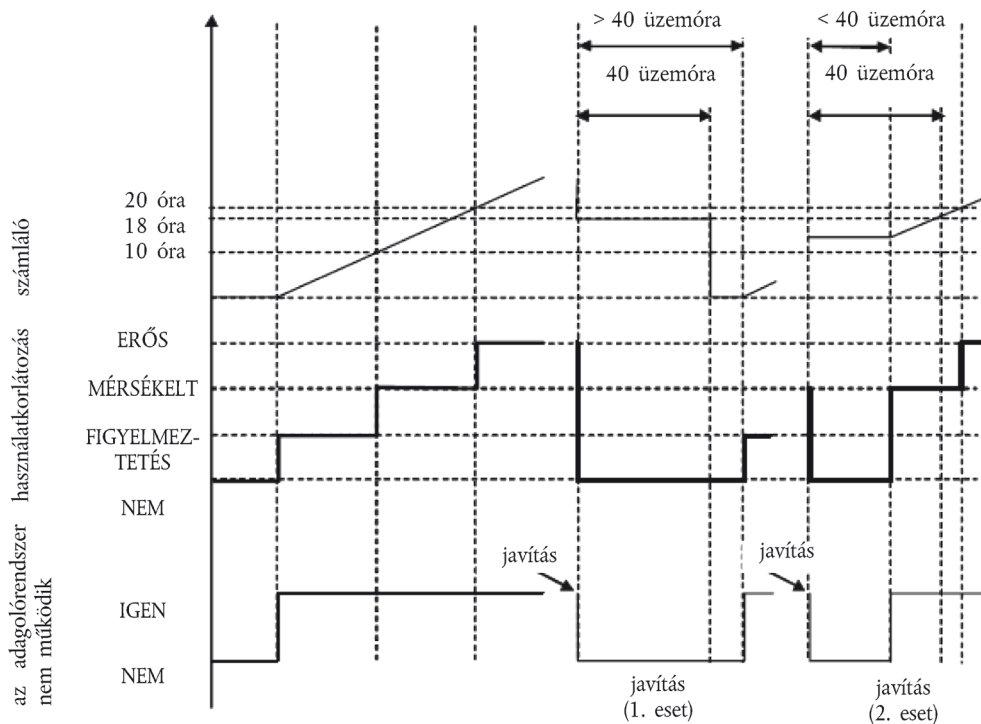 > 40 üzemóra
< 40 üzemóra
40 üzemóra
40 üzemóra
számláló
20 óra
18 óra
10 óra
használatkorlátozás
ERŐS
MÉRSÉKELT
FIGYELMEZ-
TETÉS
NEM
az adagolórendszer
nem működik
javítás
javítás
IGEN
NEM
javítás
(1. eset)
javítás
(2. eset)